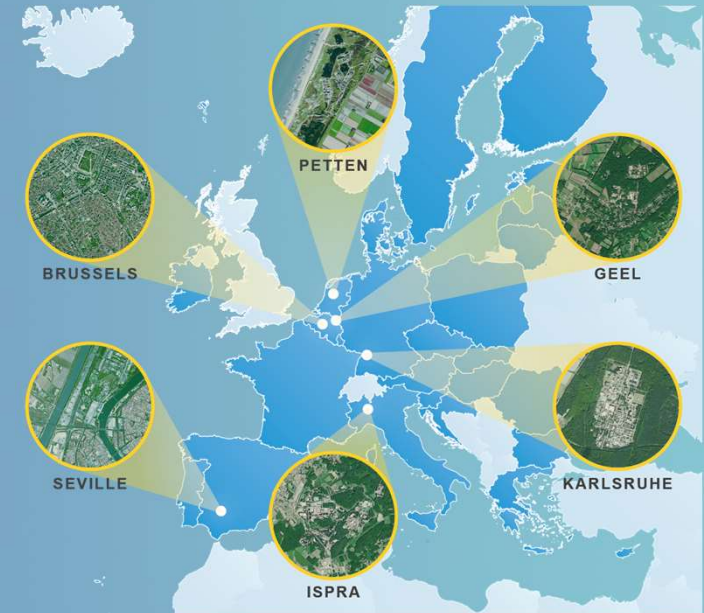 PETTEN
BRUSSELS
GEEL
SEVILLE
KARLSRUHE
ISPRA